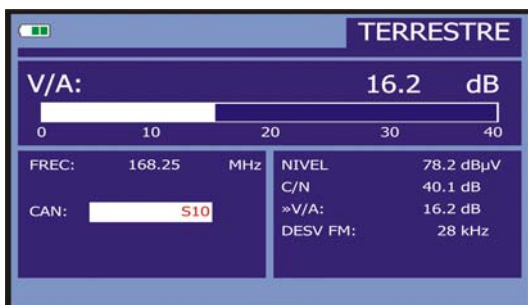 TERRESTRE
V/A: 16.2 dB
0 10 20 30 40
FREC: 168.25 MHz
CAN: S10
NIVEL 78.2 dBµV
C/N 40.1 dB
»V/A: 16.2 dB
DESV FM: 28 kHz